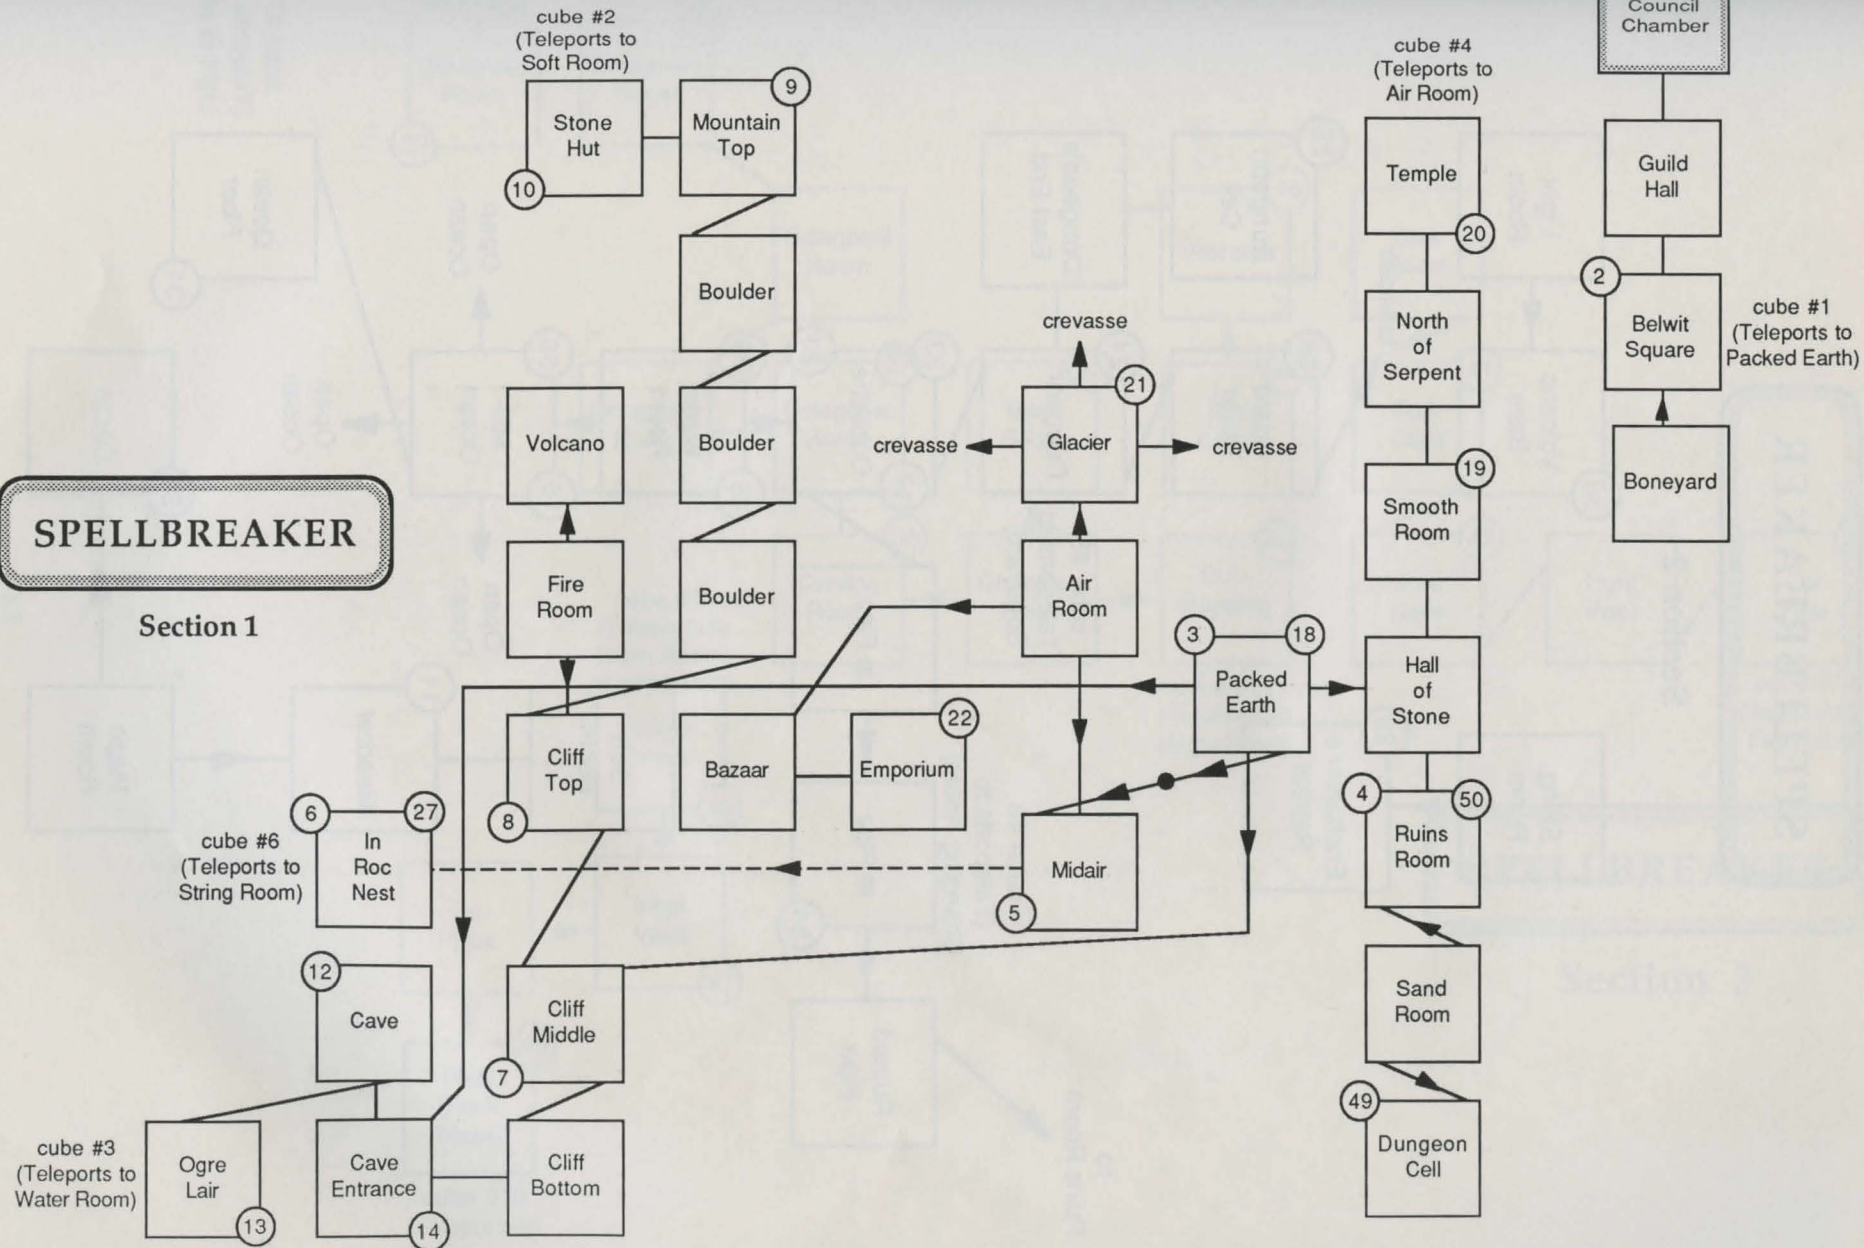 cube #2
(Teleports to
Soft Room)
Stone
Hut
10
Mountain
Top
9
Boulder
Boulder
Boulder
Volcano
Fire
Room
Cliff
Top
8
crevasse
crevasse
Glacier
21
crevasse
Air
Room
Bazaar
Emporium
22
Midair
5
Packed
Earth
3
18
cube #4
(Teleports to
Air Room)
Temple
20
North
of
Serpent
Smooth
Room
19
Hall
of
Stone
Ruins
Room
4
50
Sand
Room
Dungeon
Cell
49
Council
Chamber
Guild
Hall
Belwit
Square
2
cube #1
(Teleports to
Packed Earth)
Boneyard
SPELLBREAKER
Section 1
cube #6
(Teleports to
String Room)
In
Roc
Nest
6
27
Cave
12
Cliff
Middle
7
cube #3
(Teleports to
Water Room)
Ogre
Lair
13
Cave
Entrance
14
Cliff
Bottom